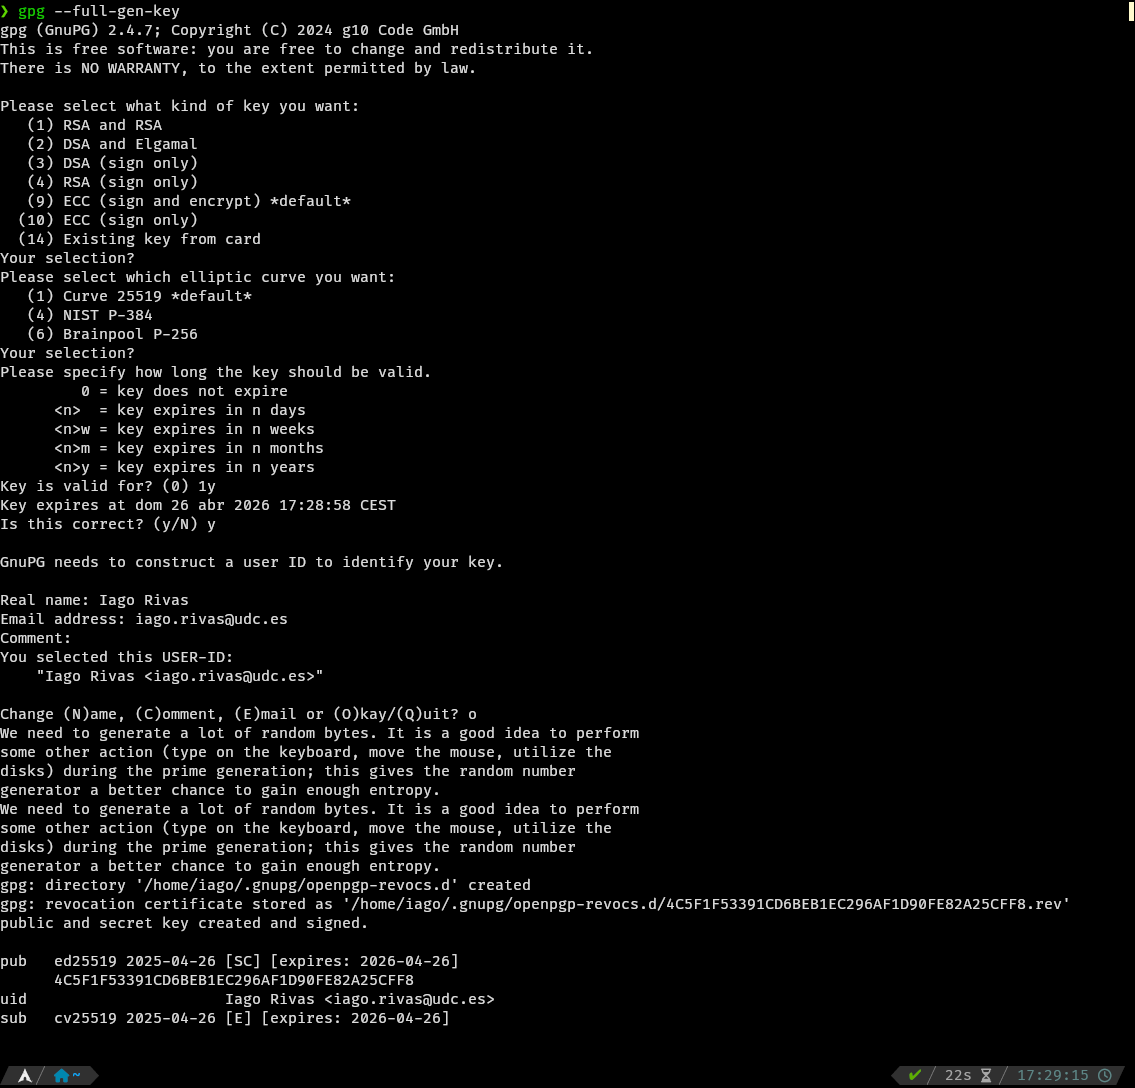 ❯ gpg --full-gen-key
gpg (GnuPG) 2.4.7; Copyright (C) 2024 g10 Code GmbH
This is free software: you are free to change and redistribute it.
There is NO WARRANTY, to the extent permitted by law.

Please select what kind of key you want:
   (1) RSA and RSA
   (2) DSA and Elgamal
   (3) DSA (sign only)
   (4) RSA (sign only)
   (9) ECC (sign and encrypt) *default*
  (10) ECC (sign only)
  (14) Existing key from card
Your selection?
Please select which elliptic curve you want:
   (1) Curve 25519 *default*
   (4) NIST P-384
   (6) Brainpool P-256
Your selection?
Please specify how long the key should be valid.
         0 = key does not expire
      <n>  = key expires in n days
      <n>w = key expires in n weeks
      <n>m = key expires in n months
      <n>y = key expires in n years
Key is valid for? (0) 1y
Key expires at dom 26 abr 2026 17:28:58 CEST
Is this correct? (y/N) y

GnuPG needs to construct a user ID to identify your key.

Real name: Iago Rivas
Email address: iago.rivas@udc.es
Comment:
You selected this USER-ID:
    "Iago Rivas <iago.rivas@udc.es>"

Change (N)ame, (C)omment, (E)mail or (O)kay/(Q)uit? o
We need to generate a lot of random bytes. It is a good idea to perform
some other action (type on the keyboard, move the mouse, utilize the
disks) during the prime generation; this gives the random number
generator a better chance to gain enough entropy.
We need to generate a lot of random bytes. It is a good idea to perform
some other action (type on the keyboard, move the mouse, utilize the
disks) during the prime generation; this gives the random number
generator a better chance to gain enough entropy.
gpg: directory '/home/iago/.gnupg/openpgp-revocs.d' created
gpg: revocation certificate stored as '/home/iago/.gnupg/openpgp-revocs.d/4C5F1F53391CD6BEB1EC296AF1D90FE82A25CFF8.rev'
public and secret key created and signed.

pub   ed25519 2025-04-26 [SC] [expires: 2026-04-26]
      4C5F1F53391CD6BEB1EC296AF1D90FE82A25CFF8
uid                      Iago Rivas <iago.rivas@udc.es>
sub   cv25519 2025-04-26 [E] [expires: 2026-04-26]

~ ✔ 22s 17:29:15